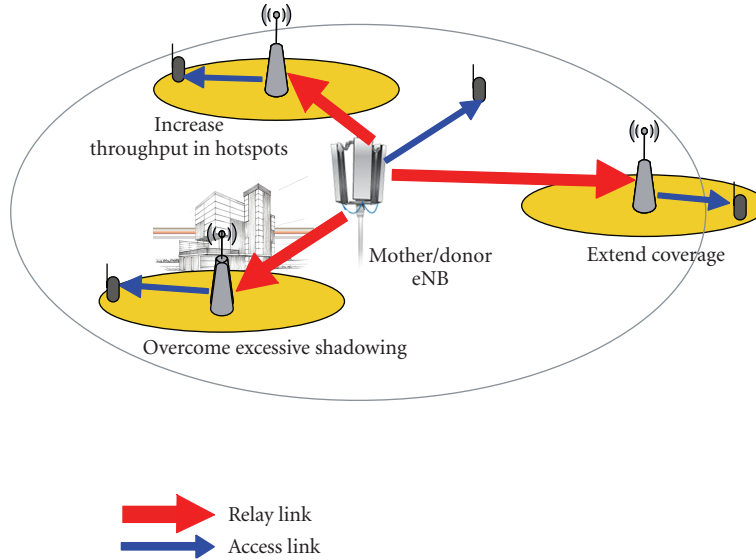 Increase
throughput in hotspots
Mother/donor
eNB
Extend coverage
Overcome excessive shadowing
Relay link
Access link